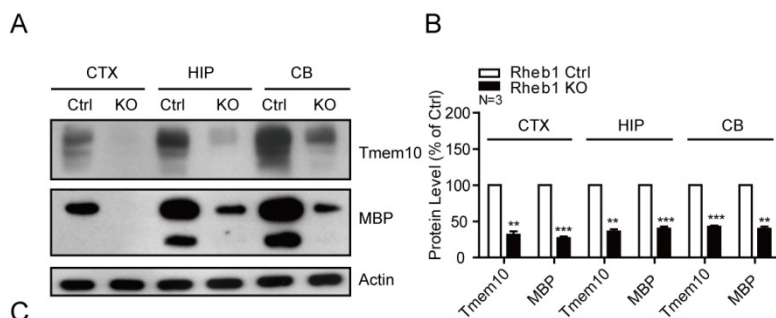 A
CTX HIP CB
Ctrl KO Ctrl KO Ctrl KO
Tmem10
MBP
Actin
B
Rheb1 Ctrl
Rheb1 KO
N=3
CTX HIP CB
Protein Level (% of Ctrl)
200
150
100
50
0
** *** ** *** *** **
Tmem10 MBP Tmem10 MBP Tmem10 MBP
C